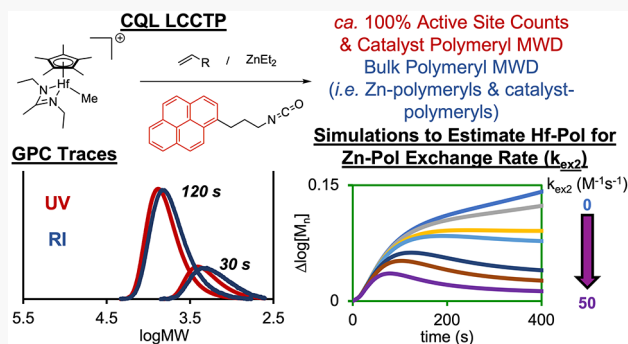 CQL LCCTP
+
Hf
N
N
Me
R
/ ZnEt₂
N=C=O
ca. 100% Active Site Counts
& Catalyst Polymeryl MWD
Bulk Polymeryl MWD
(i.e Zn-polymeryls & catalyst-
polymeryls)
GPC Traces
UV
RI
120 s
30 s
5.5 4.5 3.5 2.5
logMW
Simulations to Estimate Hf-Pol for
Zn-Pol Exchange Rate (kex2)
kex2 (M⁻¹s⁻¹)
0.15
0
Δlog[Mn]
0 200 400
time (s)
0
50